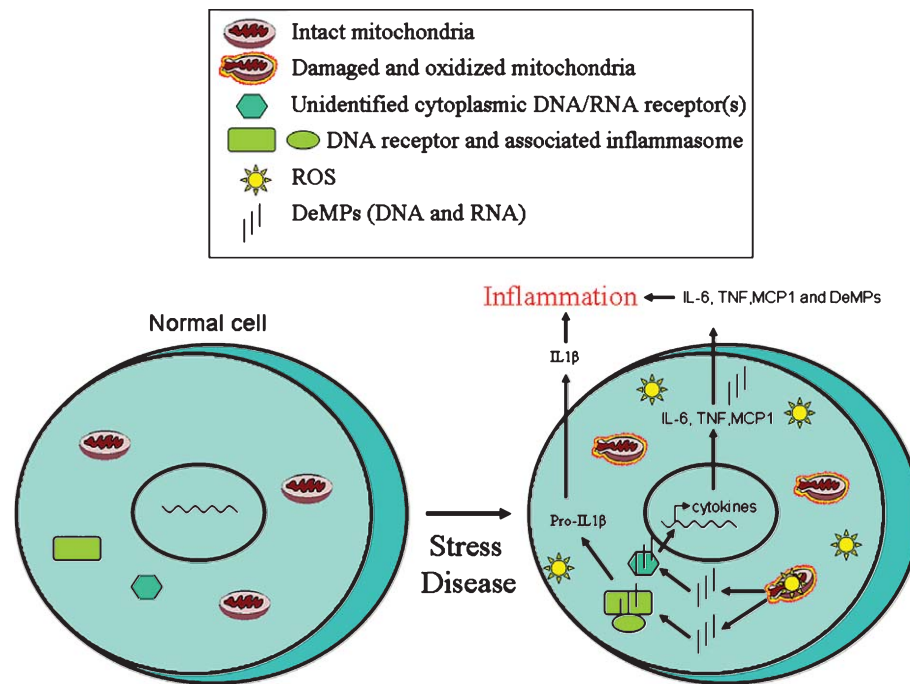 Intact mitochondria
Damaged and oxidized mitochondria
Unidentified cytoplasmic DNA/RNA receptor(s)
DNA receptor and associated inflammasome
ROS
DeMPs (DNA and RNA)
Inflammation
IL-6, TNF,MCP1 and DeMPs
Normal cell
IL1β
IL-6, TNF,MCP1
Pro-IL1β
cytokines
Stress
Disease